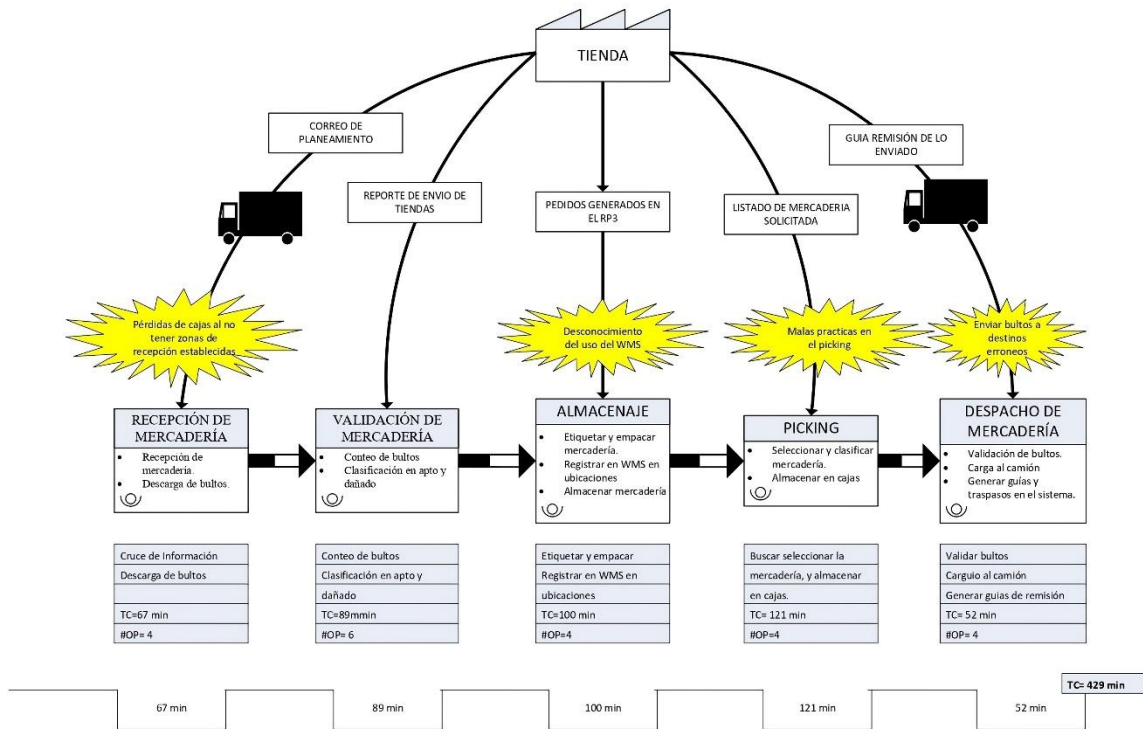 TIENDA
CORREO DE
PLANEAMIENTO
REPORTE DE ENVIO DE
TIENDAS
PEDIDOS GENERADOS EN
EL RP3
LISTADO DE MERCADERIA
SOLICITADA
GUIA REMISIÓN DE LO
ENVIADO
Pérdidas de cajas al no
tener zonas de
recepción establecidas
Desconocimiento
del uso del WMS
Malas practicas en
el picking
Enviar bultos a
destinos
erroneos
RECEPCIÓN DE
MERCADERÍA
• Recepción de
mercadería.
• Descarga de bultos.
VALIDACIÓN DE
MERCADERÍA
• Conteo de bultos
• Clasificación en apto y
dañado
ALMACENAJE
• Etiquetar y empacar
mercadería.
• Registrar en WMS en
ubicaciones
• Almacenar mercadería
PICKING
• Seleccionar y clasificar
mercadería.
• Almacenar en cajas
DESPACHO DE
MERCADERÍA
• Validación de bultos.
• Carga al camión
• Generar guías y
traspasos en el sistema.
Cruce de Información
Descarga de bultos
TC=67 min
#OP= 4
Conteo de bultos
Clasificación en apto y
dañado
TC=89mmin
#OP= 6
Etiquetar y empacar
Registrar en WMS en
ubicaciones
TC=100 min
#OP=4
Buscar seleccionar la
mercadería, y almacenar
en cajas.
TC= 121 min
#OP=4
Validar bultos
Carguio al camión
Generar guias de remisión
TC= 52 min
#OP= 4
TC= 429 min
67 min
89 min
100 min
121 min
52 min